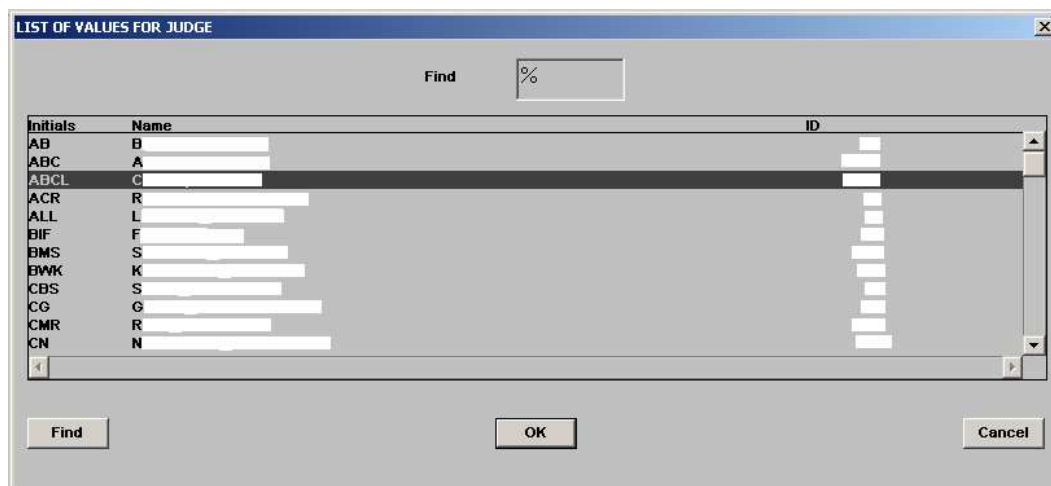 LIST OF VALUES FOR JUDGE
Find %
Initials Name ID
AB B
ABC A
ABCL C
ACR R
ALL L
BIF F
BMS S
BWK K
CBS S
CG G
CMR R
CN N
Find OK Cancel